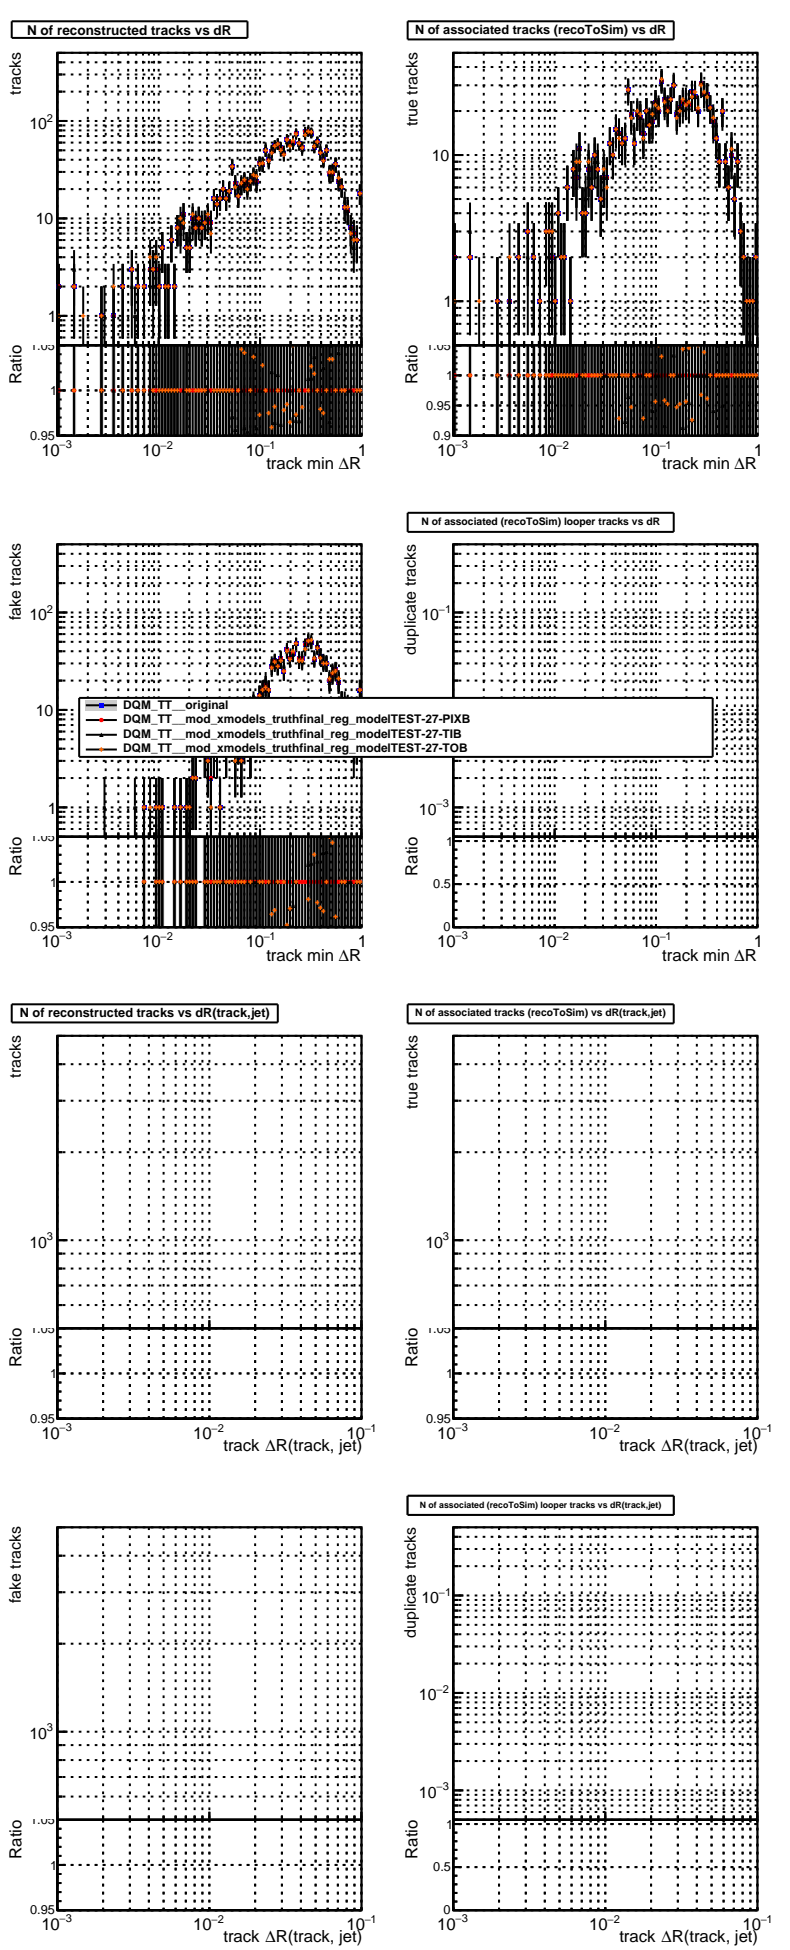 N of reconstructed tracks vs dR
N of associated tracks (recoToSim) vs dR
tracks
10²
10
1
Ratio
1.05
1
0.95
10⁻³ 10⁻² 10⁻¹ 1
track min ΔR
true tracks
10
1
Ratio
1.05
1
0.95
0.9
10⁻³ 10⁻² 10⁻¹ 1
track min ΔR
N of associated (recoToSim) looper tracks vs dR
fake tracks
10²
10
1
Ratio
1.05
1
0.95
10⁻³ 10⁻² 10⁻¹ 1
track min ΔR
duplicate tracks
10⁻¹
10⁻³
Ratio
1
0.5
0
10⁻³ 10⁻² 10⁻¹ 1
track min ΔR
DQM_TT__original
DQM_TT__mod_xmodels_truthfinal_reg_modelTEST-27-PIXB
DQM_TT__mod_xmodels_truthfinal_reg_modelTEST-27-TIB
DQM_TT__mod_xmodels_truthfinal_reg_modelTEST-27-TOB
N of reconstructed tracks vs dR(track,jet)
N of associated tracks (recoToSim) vs dR(track,jet)
tracks
10³
Ratio
1.05
1
0.95
10⁻³ 10⁻² 10⁻¹
track ΔR(track, jet)
true tracks
10³
Ratio
1.05
1
0.95
10⁻³ 10⁻² 10⁻¹
track ΔR(track, jet)
N of associated (recoToSim) looper tracks vs dR(track,jet)
fake tracks
10³
Ratio
1.05
1
0.95
10⁻³ 10⁻² 10⁻¹
track ΔR(track, jet)
duplicate tracks
10⁻¹
10⁻²
10⁻³
Ratio
1
0.5
0
10⁻³ 10⁻² 10⁻¹
track ΔR(track, jet)